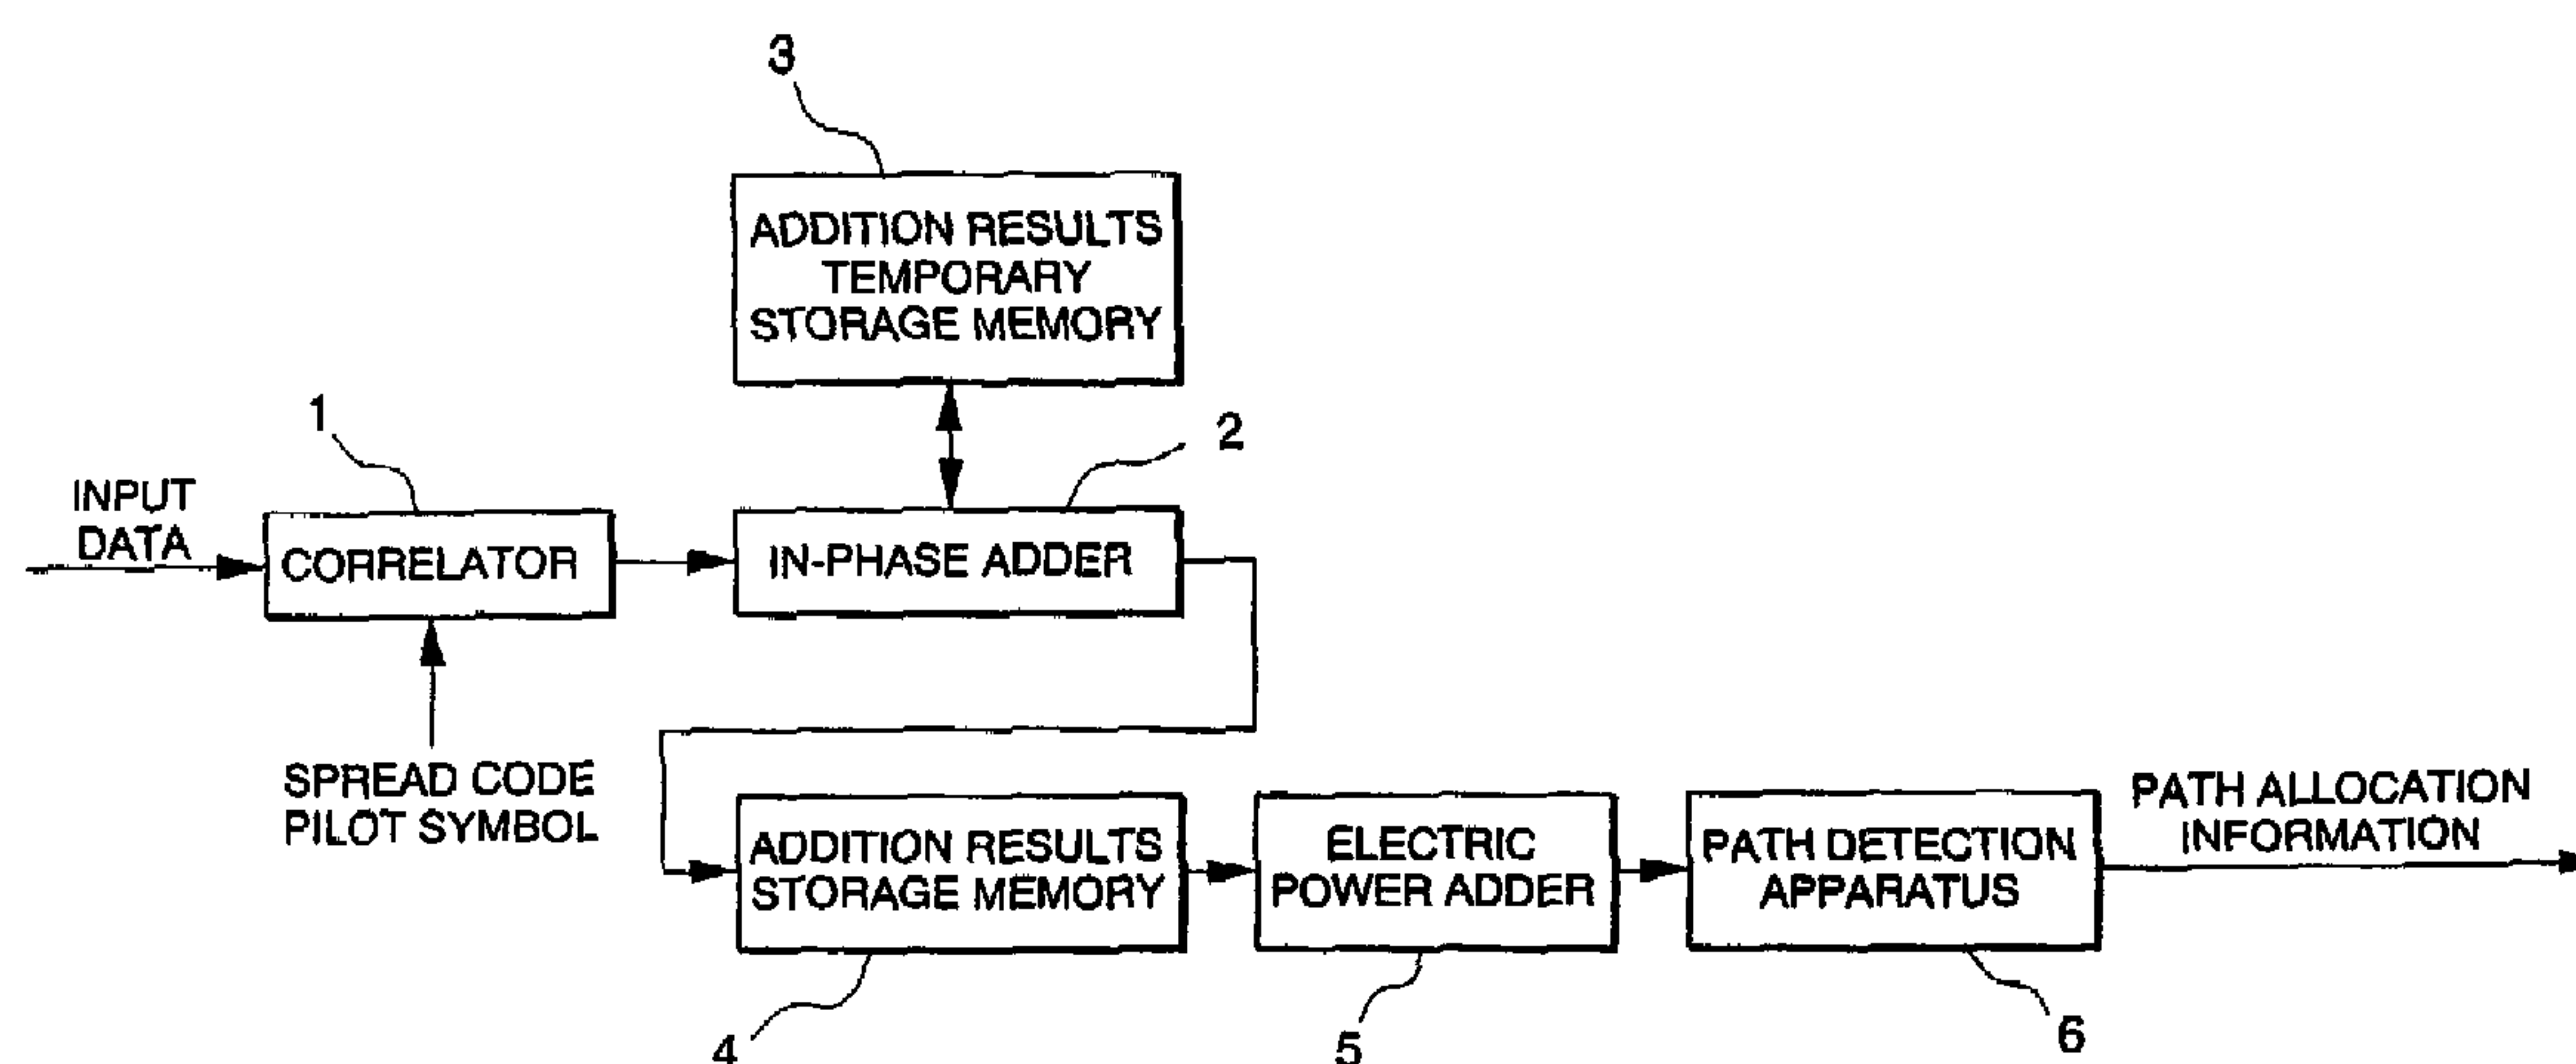 3
ADDITION RESULTS
TEMPORARY
STORAGE MEMORY
1
2
INPUT
DATA
CORRELATOR
IN-PHASE ADDER
SPREAD CODE
PILOT SYMBOL
ADDITION RESULTS
STORAGE MEMORY
ELECTRIC
POWER ADDER
PATH DETECTION
APPARATUS
PATH ALLOCATION
INFORMATION
4
5
6